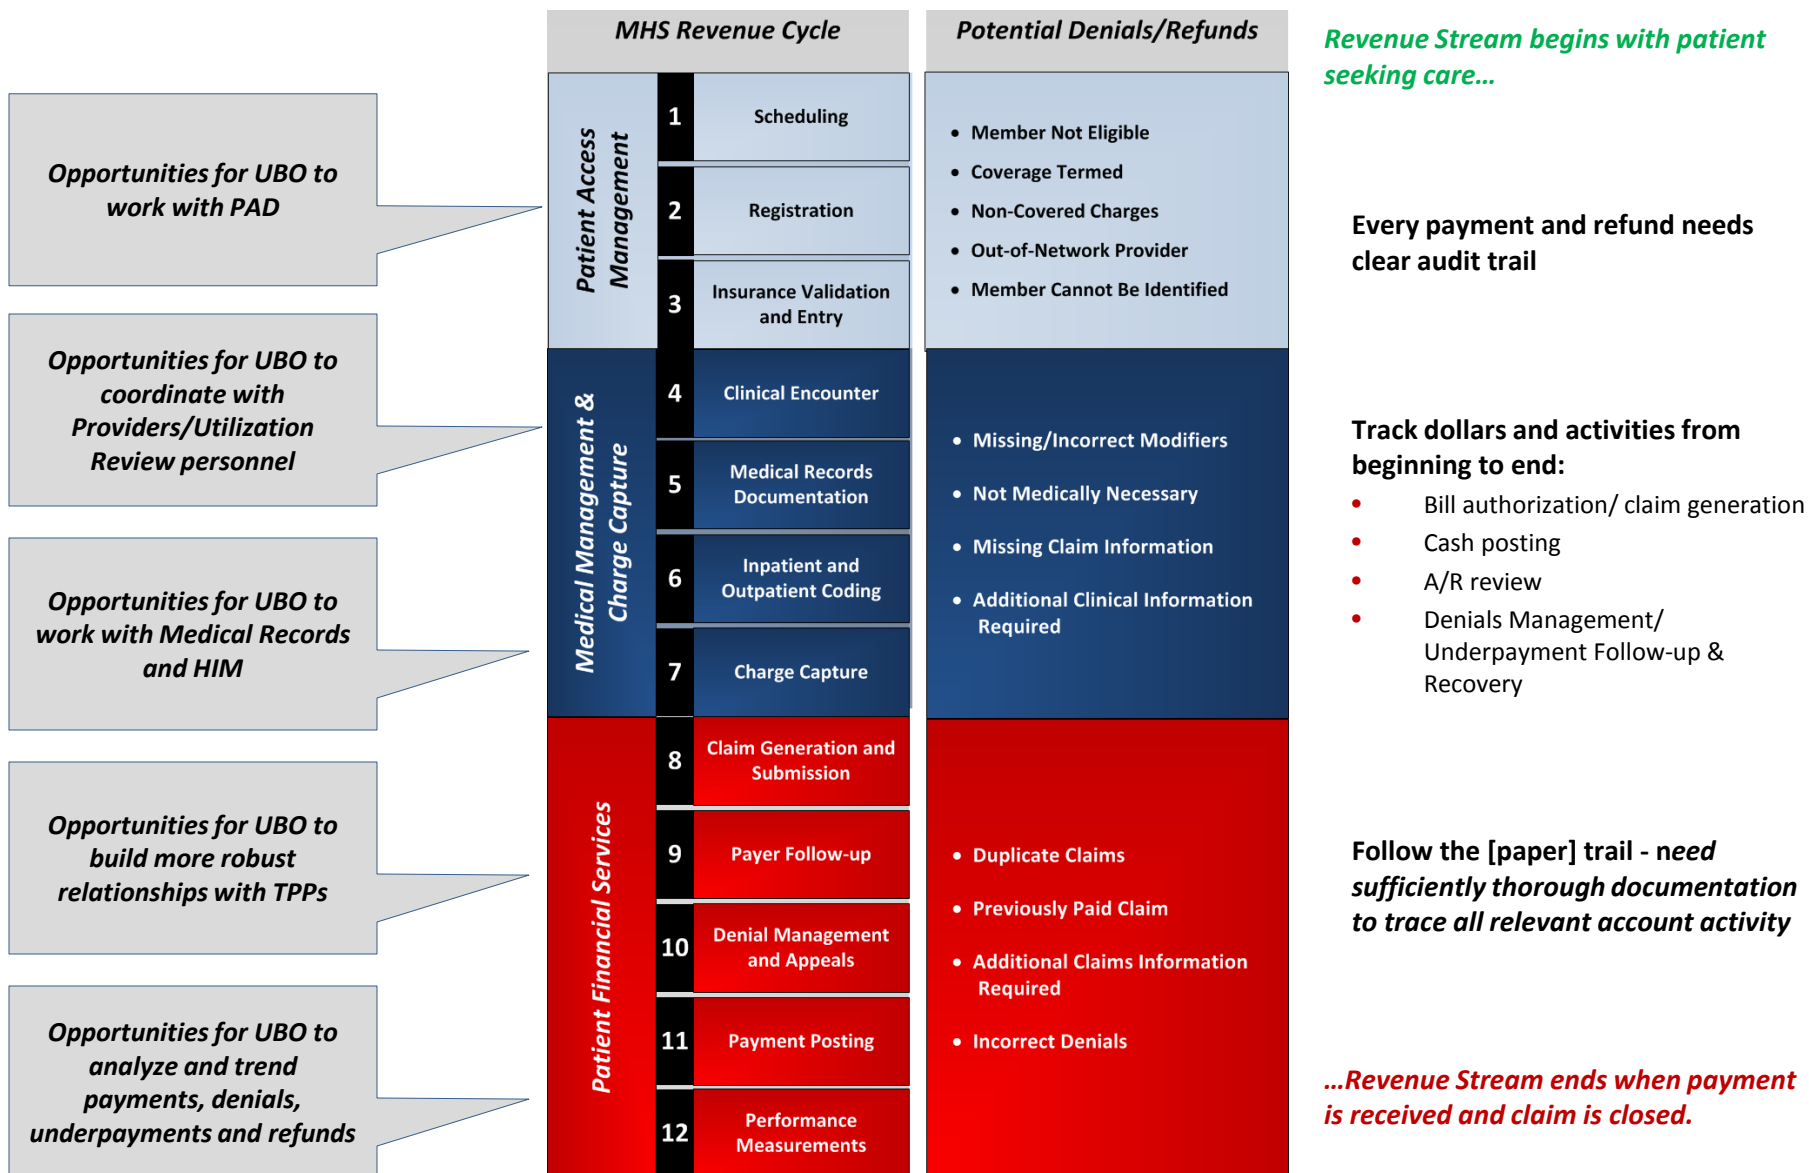 MHS Revenue Cycle
Potential Denials/Refunds
Revenue Stream begins with patient
seeking care…
Opportunities for UBO to
work with PAD
Opportunities for UBO to
coordinate with
Providers/Utilization
Review personnel
Opportunities for UBO to
work with Medical Records
and HIM
Opportunities for UBO to
build more robust
relationships with TPPs
Opportunities for UBO to
analyze and trend
payments, denials,
underpayments and refunds
Patient Access
Management
1 Scheduling
2 Registration
3 Insurance Validation
and Entry
Medical Management &
Charge Capture
4 Clinical Encounter
5 Medical Records
Documentation
6 Inpatient and
Outpatient Coding
7 Charge Capture
Patient Financial Services
8 Claim Generation and
Submission
9 Payer Follow-up
10 Denial Management
and Appeals
11 Payment Posting
12 Performance
Measurements
• Member Not Eligible
• Coverage Termed
• Non-Covered Charges
• Out-of-Network Provider
• Member Cannot Be Identified
• Missing/Incorrect Modifiers
• Not Medically Necessary
• Missing Claim Information
• Additional Clinical Information
Required
• Duplicate Claims
• Previously Paid Claim
• Additional Claims Information
Required
• Incorrect Denials
Every payment and refund needs
clear audit trail
Track dollars and activities from
beginning to end:
• Bill authorization/ claim generation
• Cash posting
• A/R review
• Denials Management/
Underpayment Follow-up &
Recovery
Follow the [paper] trail - need
sufficiently thorough documentation
to trace all relevant account activity
…Revenue Stream ends when payment
is received and claim is closed.